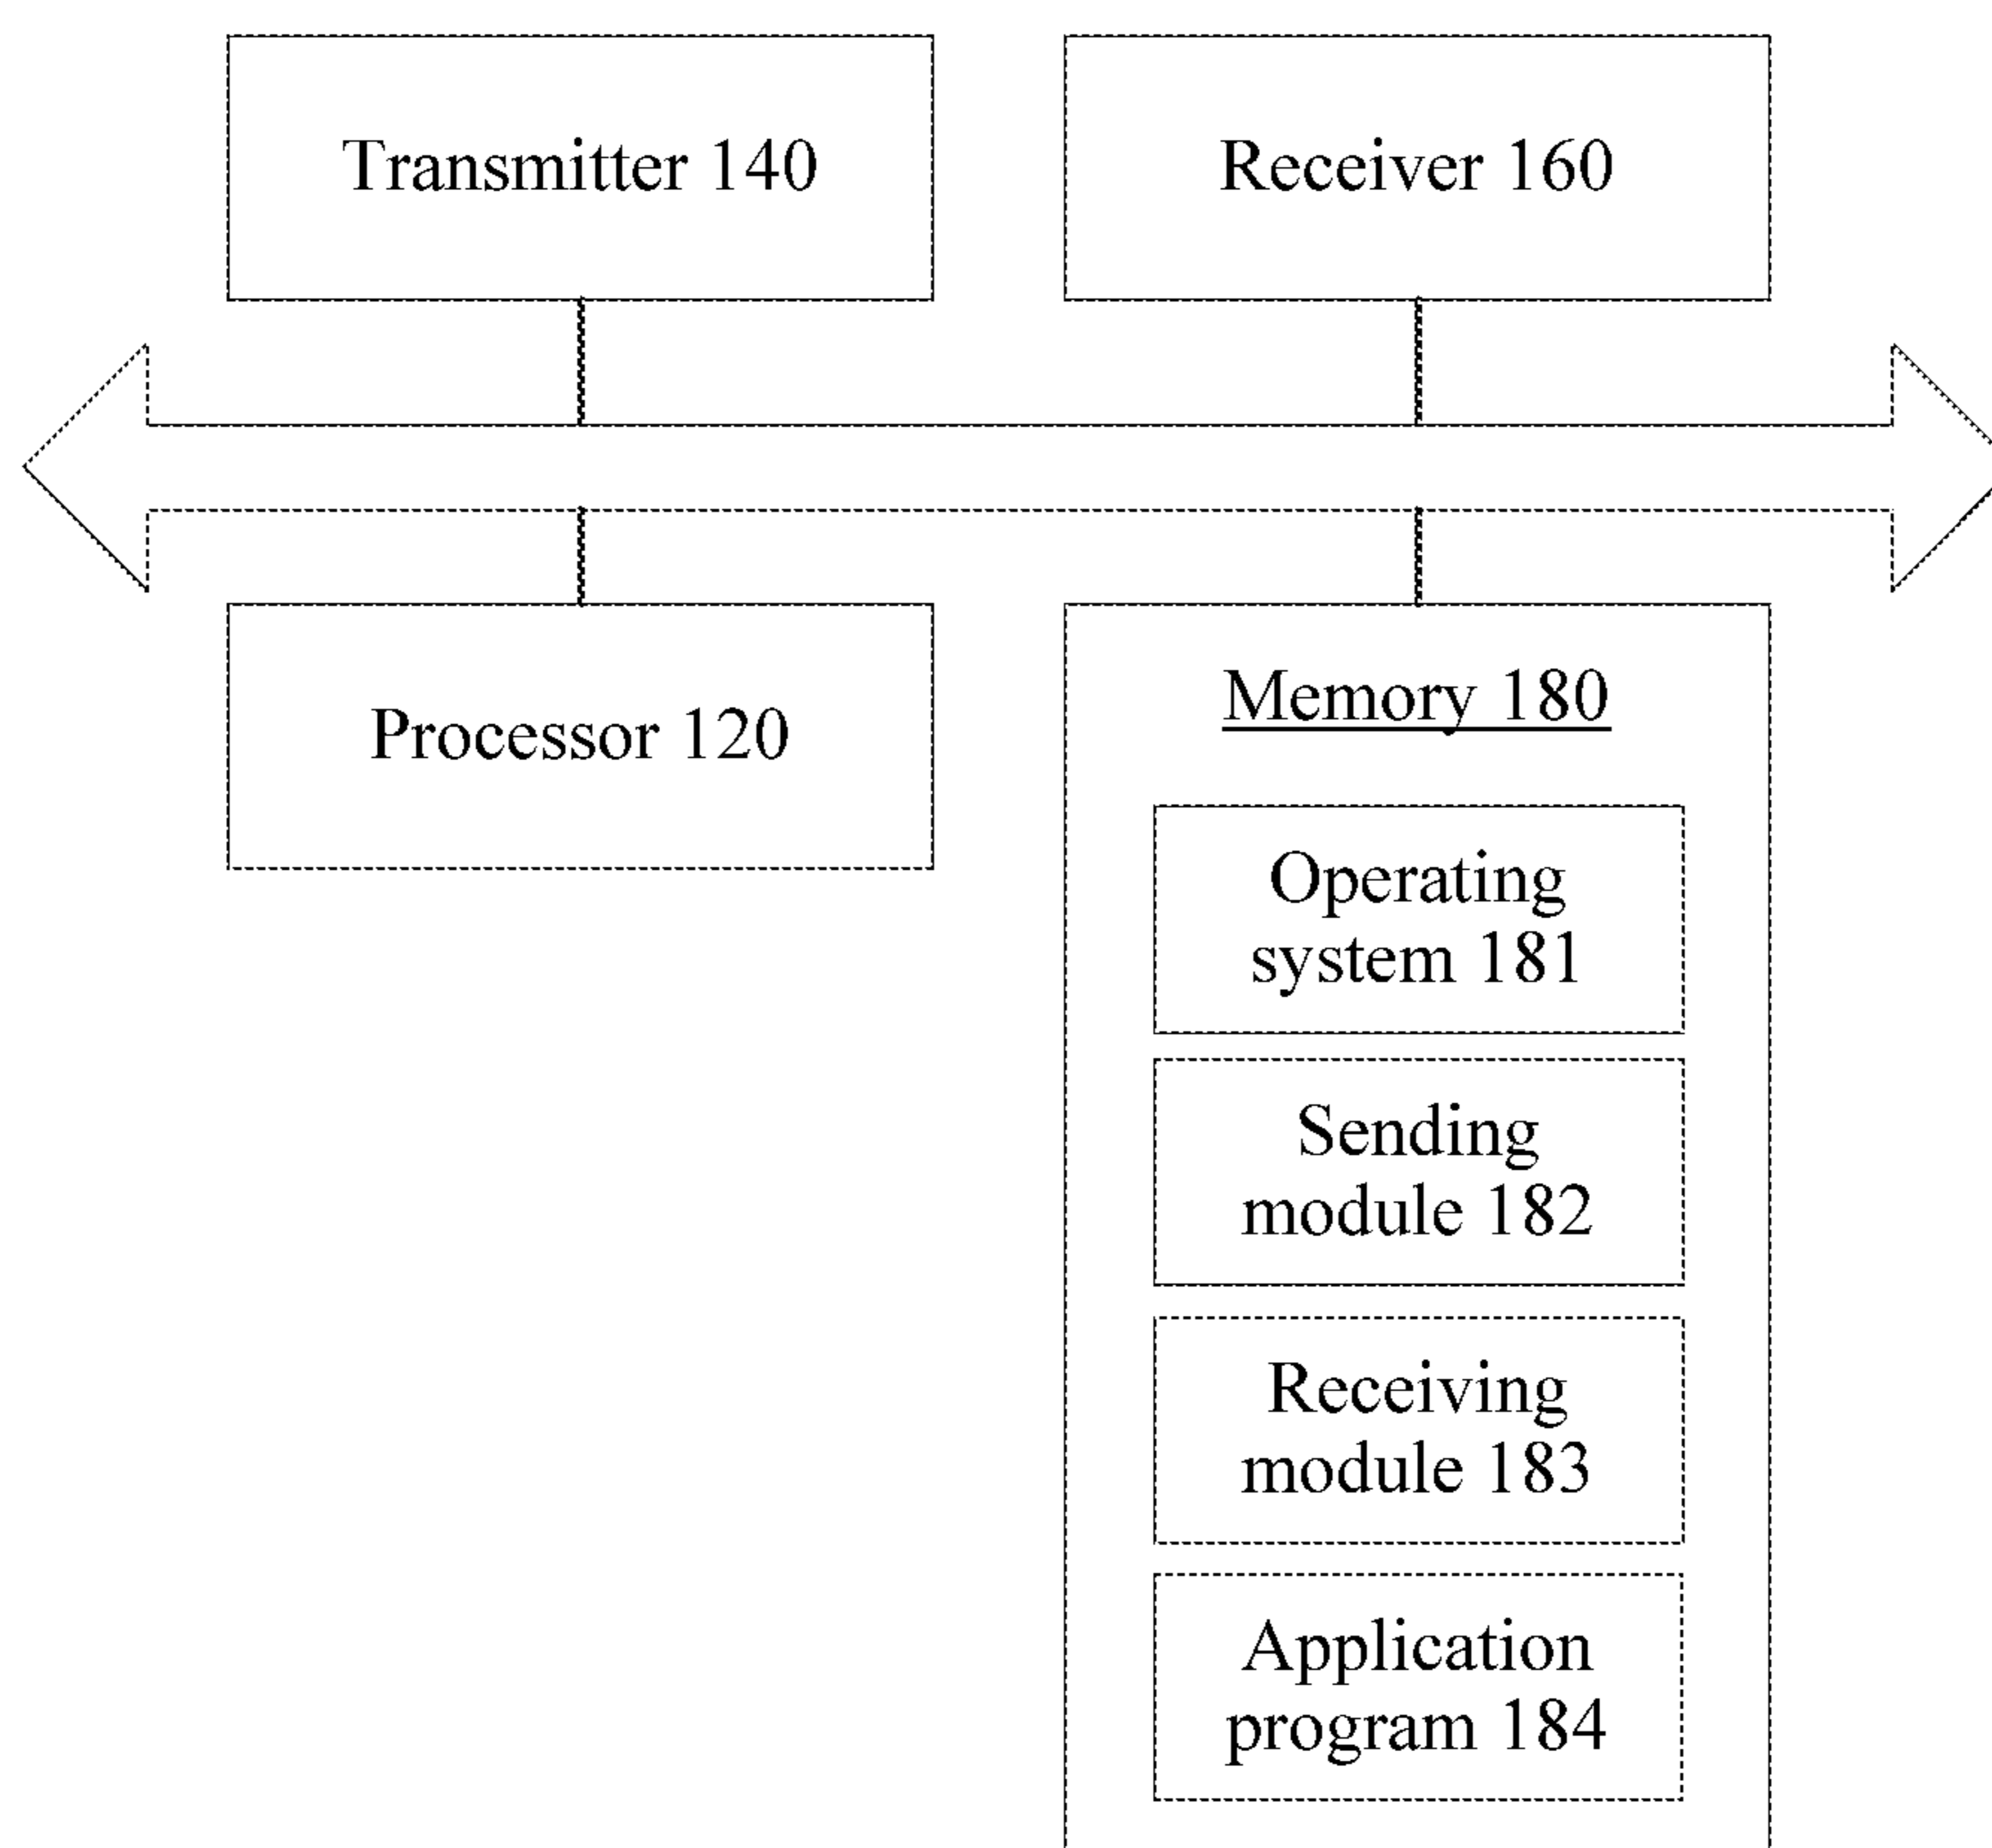 Transmitter 140
Receiver 160
Processor 120
Memory 180
Operating
system 181
Sending
module 182
Receiving
module 183
Application
program 184